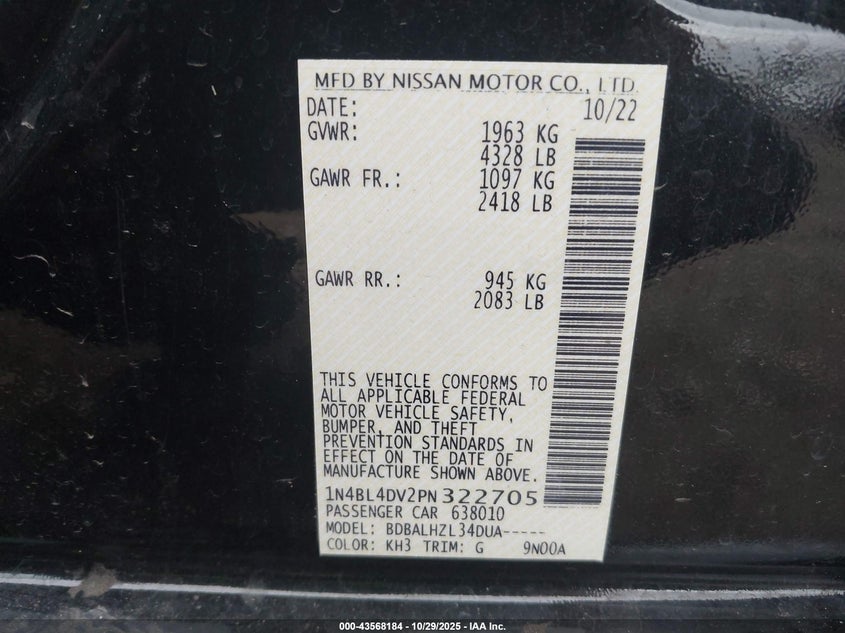 MFD BY NISSAN MOTOR CO., LTD.
DATE: 10/22
GVWR: 1963 KG
4328 LB
GAWR FR.: 1097 KG
2418 LB
GAWR RR.: 945 KG
2083 LB
THIS VEHICLE CONFORMS TO
ALL APPLICABLE FEDERAL
MOTOR VEHICLE SAFETY,
BUMPER, AND THEFT
PREVENTION STANDARDS IN
EFFECT ON THE DATE OF
MANUFACTURE SHOWN ABOVE.
1N4BL4DV2PN322705
PASSENGER CAR 638010
MODEL: BDBALHZL34DUA-----
COLOR: KH3 TRIM: G 9N00A
000-43568184 - 10/29/2025 - IAA Inc.